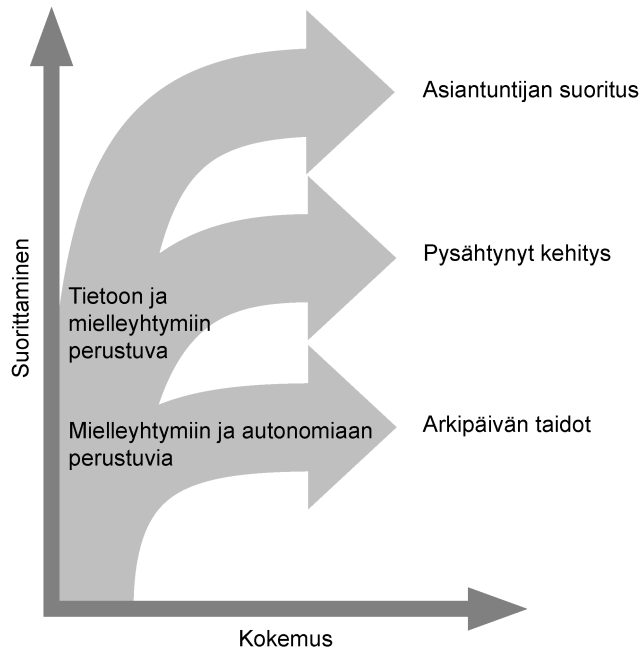 Asiantuntijan suoritus
Pysähtynyt kehitys
Suorittaminen
Tietoon ja
mielleyhtymiin
perustuva
Mielleyhtymiin ja autonomiaan
perustuvia
Arkipäivän taidot
Kokemus